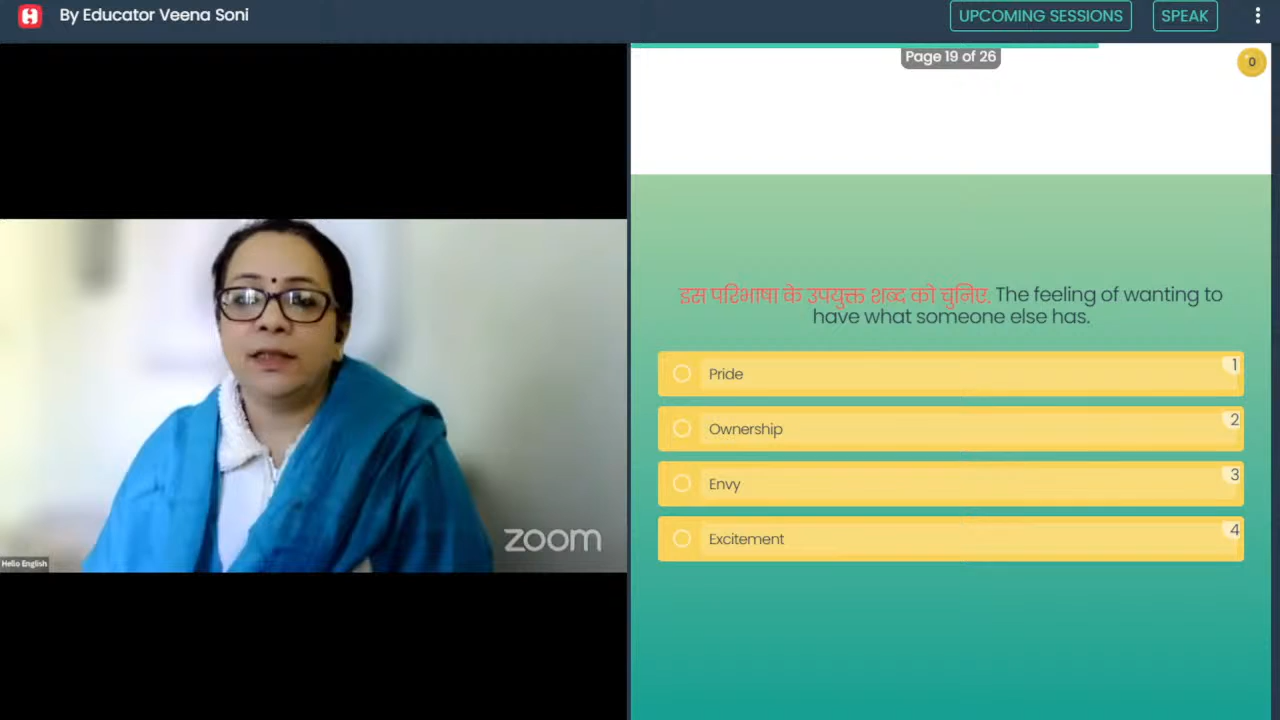 By Educator Veena Soni
UPCOMING SESSIONS
SPEAK
Page 19 of 26
0
इस परिभाषा के उपयुक्त शब्द को चुनिए. The feeling of wanting to
have what someone else has.
Pride
1
Ownership
2
Envy
3
Excitement
4
zoom
Hello English